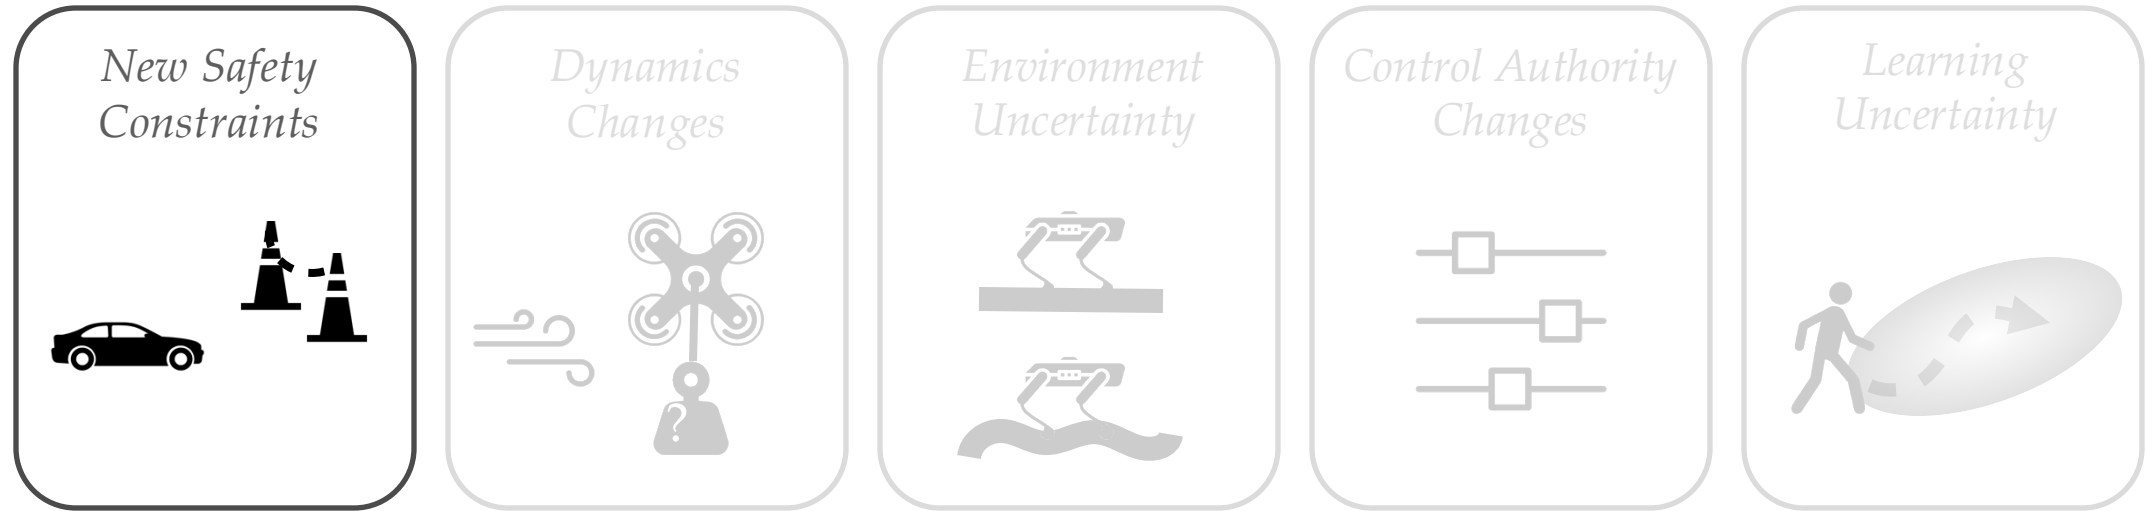 New Safety
Constraints
Dynamics
Changes
Environment
Uncertainty
Control Authority
Changes
Learning
Uncertainty
?